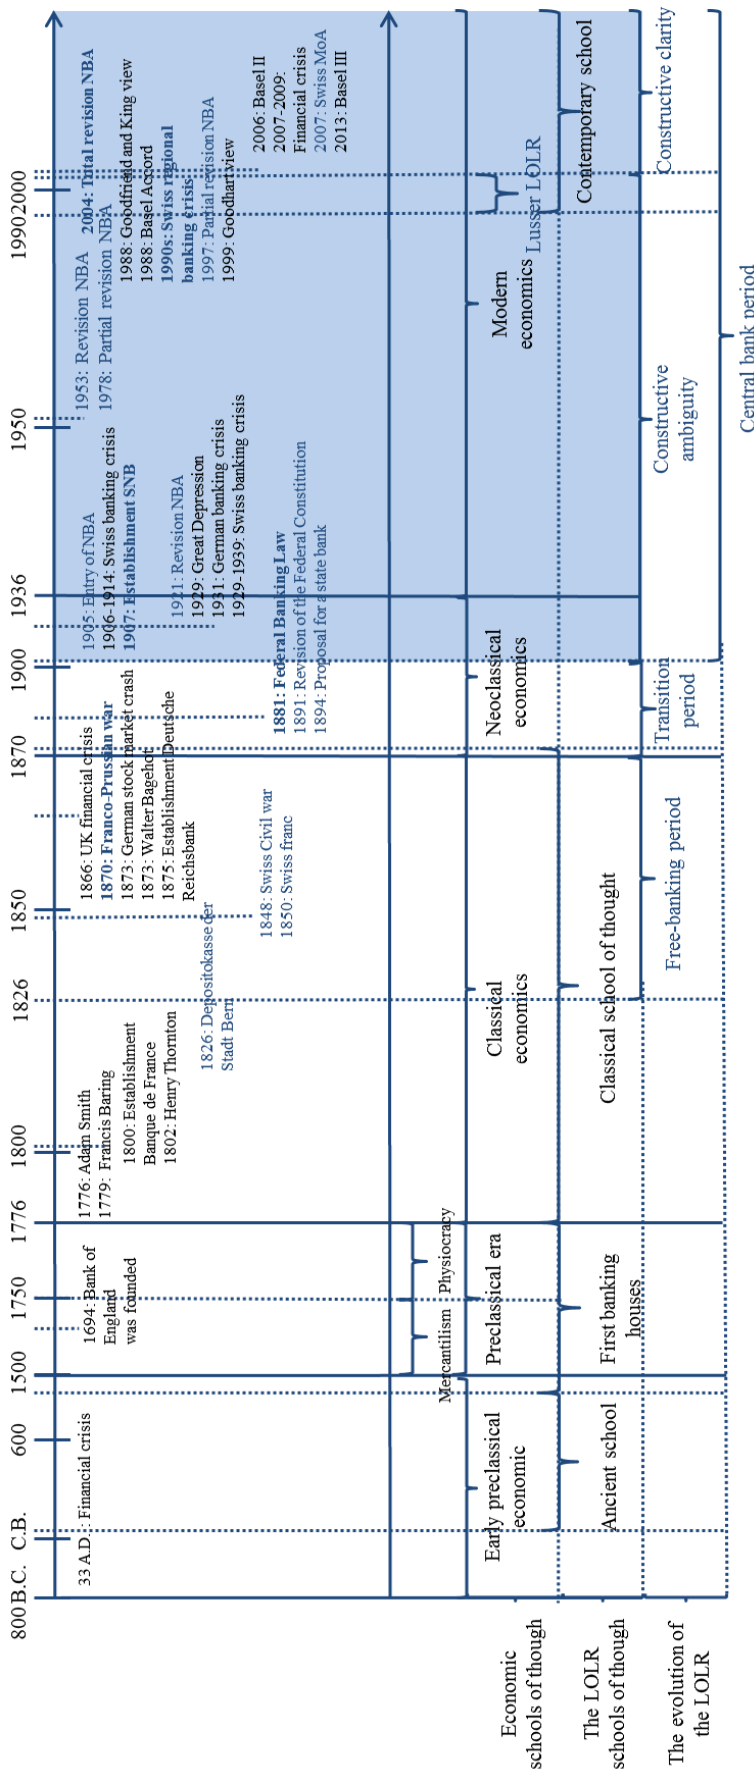 800 B.C.
C.B.
600
1500
1750
1776
1800
1826
1850
1870
1900
1936
1950
1990
2000
33 A.D. : Financial crisis
1694: Bank of
England
was founded
1776: Adam Smith
1779: Francis Baring
1800: Establishment
Banque de France
1802: Henry Thornton
1826: Depositokasse der
Stadt Bern
1848: Swiss Civil war
1850: Swiss franc
1866: UK financial crisis
1870: Franco-Prussian war
1873: German stock market crash
1873: Walter Bagehot
1875: Establishment Deutsche
Reichsbank
1881: Federal Banking Law
1891: Revision of the Federal Constitution
1894: Proposal for a state bank
1905: Entry of NBA
1906-1914: Swiss banking crisis
1907: Establishment SNB
1921: Revision NBA
1929: Great Depression
1931: German banking crisis
1929-1939: Swiss banking crisis
1953: Revision NBA
1978: Partial revision NBA
2004: Total revision NBA
1988: Goodfriend and King view
1988: Basel Accord
1990s: Swiss regional
banking crisis
1997: Partial revision NBA
1999: Goodhart view
2006: Basel II
2007-2009:
Financial crisis
2007: Swiss MoA
2013: Basel III
Mercantilism
Physiocracy
Economic
schools of though
Early preclassical
economic
Preclassical era
Classical
economics
Neoclassical
economics
Modern
economics
Lusser LOLR
The LOLR
schools of though
Ancient school
First banking
houses
Classical school of thought
Contemporary school
The evolution of
the LOLR
Free-banking period
Transition
period
Constructive
ambiguity
Constructive clarity
Central bank period